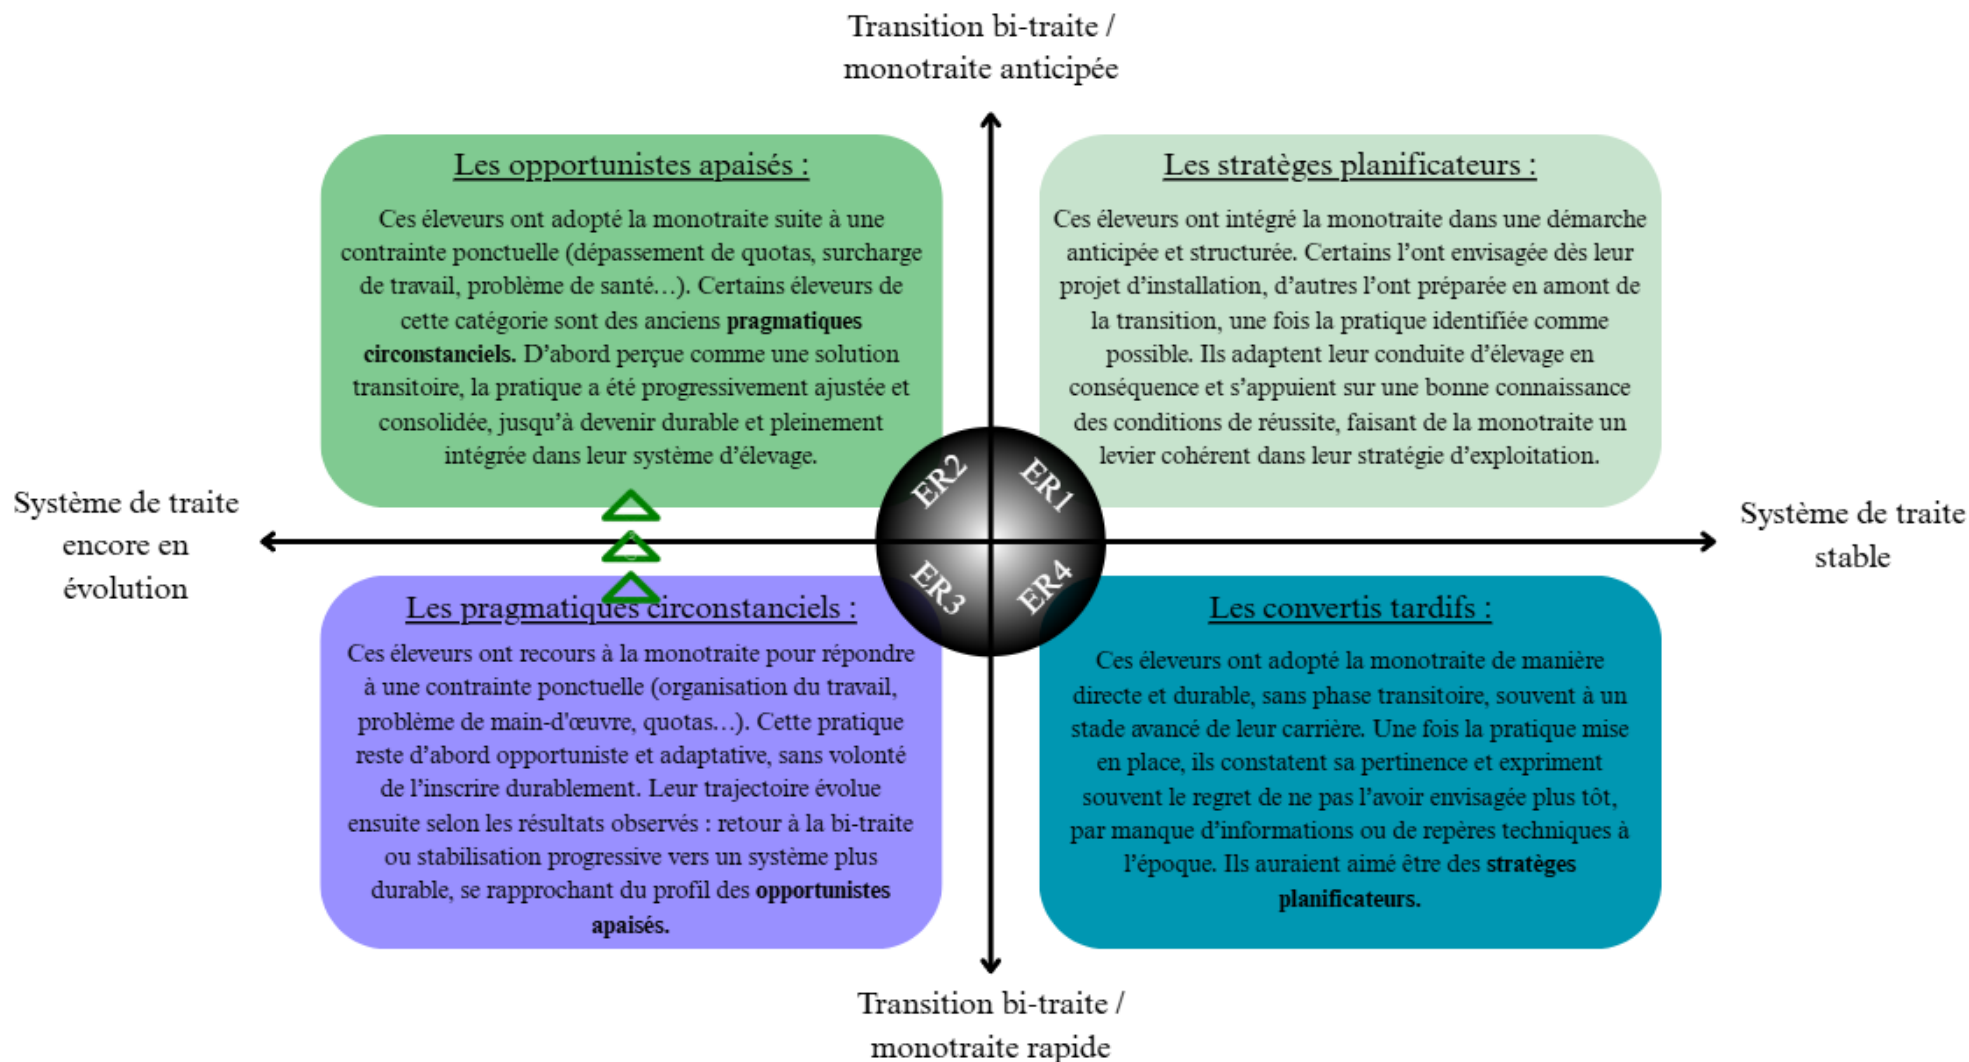 Transition bi-traite /
monotraite anticipée
Les opportunistes apaisés :
Ces éleveurs ont adopté la monotraite suite à une
contrainte ponctuelle (dépassement de quotas, surcharge
de travail, problème de santé…). Certains éleveurs de
cette catégorie sont des anciens pragmatiques
circonstanciels. D’abord perçue comme une solution
transitoire, la pratique a été progressivement ajustée et
consolidée, jusqu’à devenir durable et pleinement
intégrée dans leur système d’élevage.
Les stratèges planificateurs :
Ces éleveurs ont intégré la monotraite dans une démarche
anticipée et structurée. Certains l’ont envisagée dès leur
projet d’installation, d’autres l’ont préparée en amont de
la transition, une fois la pratique identifiée comme
possible. Ils adaptent leur conduite d’élevage en
conséquence et s’appuient sur une bonne connaissance
des conditions de réussite, faisant de la monotraite un
levier cohérent dans leur stratégie d’exploitation.
Système de traite
encore en
évolution
ER2
ER1
ER3
ER4
Système de traite
stable
Les pragmatiques circonstanciels :
Ces éleveurs ont recours à la monotraite pour répondre
à une contrainte ponctuelle (organisation du travail,
problème de main-d'œuvre, quotas…). Cette pratique
reste d’abord opportuniste et adaptative, sans volonté
de l’inscrire durablement. Leur trajectoire évolue
ensuite selon les résultats observés : retour à la bi-traite
ou stabilisation progressive vers un système plus
durable, se rapprochant du profil des opportunistes
apaisés.
Les convertis tardifs :
Ces éleveurs ont adopté la monotraite de manière
directe et durable, sans phase transitoire, souvent à un
stade avancé de leur carrière. Une fois la pratique mise
en place, ils constatent sa pertinence et expriment
souvent le regret de ne pas l’avoir envisagée plus tôt,
par manque d’informations ou de repères techniques à
l’époque. Ils auraient aimé être des stratèges
planificateurs.
Transition bi-traite /
monotraite rapide